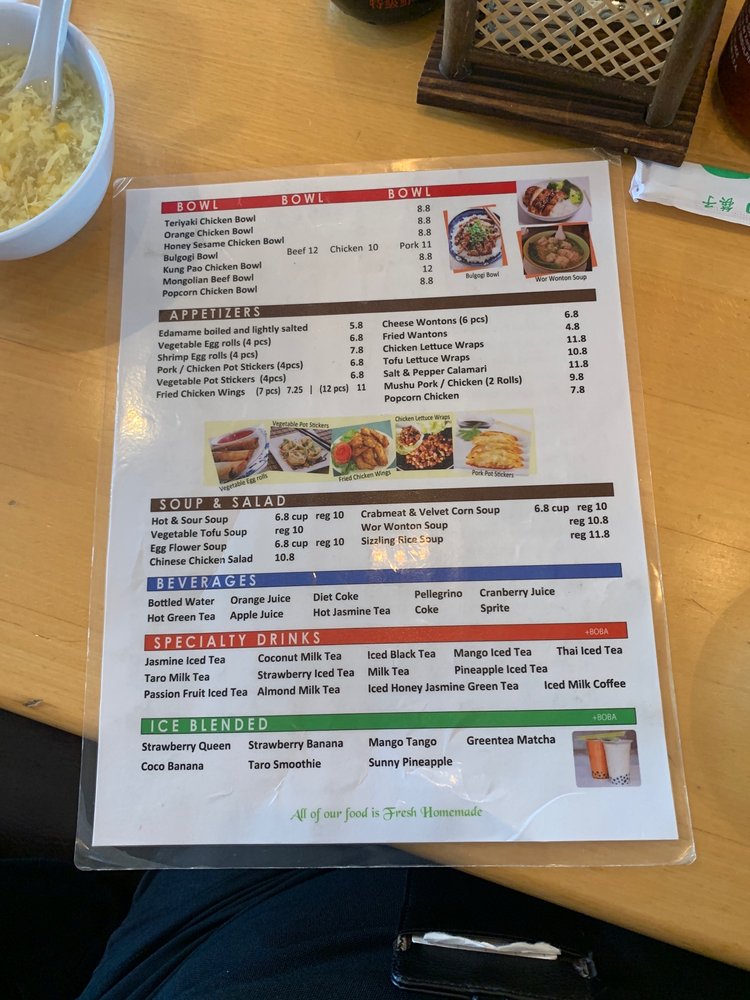 BOWL BOWL BOWL
Teriyaki Chicken Bowl 8.8
Orange Chicken Bowl 8.8
Honey Sesame Chicken Bowl 8.8
Bulgogi Bowl Beef 12 Chicken 10 Pork 11
Kung Pao Chicken Bowl 8.8
Mongolian Beef Bowl 12
Popcorn Chicken Bowl 8.8
Bulgogi Bowl
Wor Wonton Soup
APPETIZERS
Edamame boiled and lightly salted 5.8
Vegetable Egg rolls (4 pcs) 6.8
Shrimp Egg rolls (4 pcs) 7.8
Pork / Chicken Pot Stickers (4pcs) 6.8
Vegetable Pot Stickers (4pcs) 6.8
Fried Chicken Wings (7 pcs) 7.25 | (12 pcs) 11
Cheese Wontons (6 pcs) 6.8
Fried Wantons 4.8
Chicken Lettuce Wraps 11.8
Tofu Lettuce Wraps 10.8
Salt & Pepper Calamari 11.8
Mushu Pork / Chicken (2 Rolls) 9.8
Popcorn Chicken 7.8
Vegetable Egg rolls
Vegetable Pot Stickers
Fried Chicken Wings
Chicken Lettuce Wraps
Pork Pot Stickers
SOUP & SALAD
Hot & Sour Soup 6.8 cup reg 10
Vegetable Tofu Soup reg 10
Egg Flower Soup 6.8 cup reg 10
Chinese Chicken Salad 10.8
Crabmeat & Velvet Corn Soup 6.8 cup reg 10
Wor Wonton Soup reg 10.8
Sizzling Rice Soup reg 11.8
BEVERAGES
Bottled Water Orange Juice Diet Coke Pellegrino Cranberry Juice
Hot Green Tea Apple Juice Hot Jasmine Tea Coke Sprite
SPECIALTY DRINKS +BOBA
Jasmine Iced Tea Coconut Milk Tea Iced Black Tea Mango Iced Tea Thai Iced Tea
Taro Milk Tea Strawberry Iced Tea Milk Tea Pineapple Iced Tea
Passion Fruit Iced Tea Almond Milk Tea Iced Honey Jasmine Green Tea Iced Milk Coffee
ICE BLENDED +BOBA
Strawberry Queen Strawberry Banana Mango Tango Greentea Matcha
Coco Banana Taro Smoothie Sunny Pineapple
All of our food is Fresh Homemade
筷子